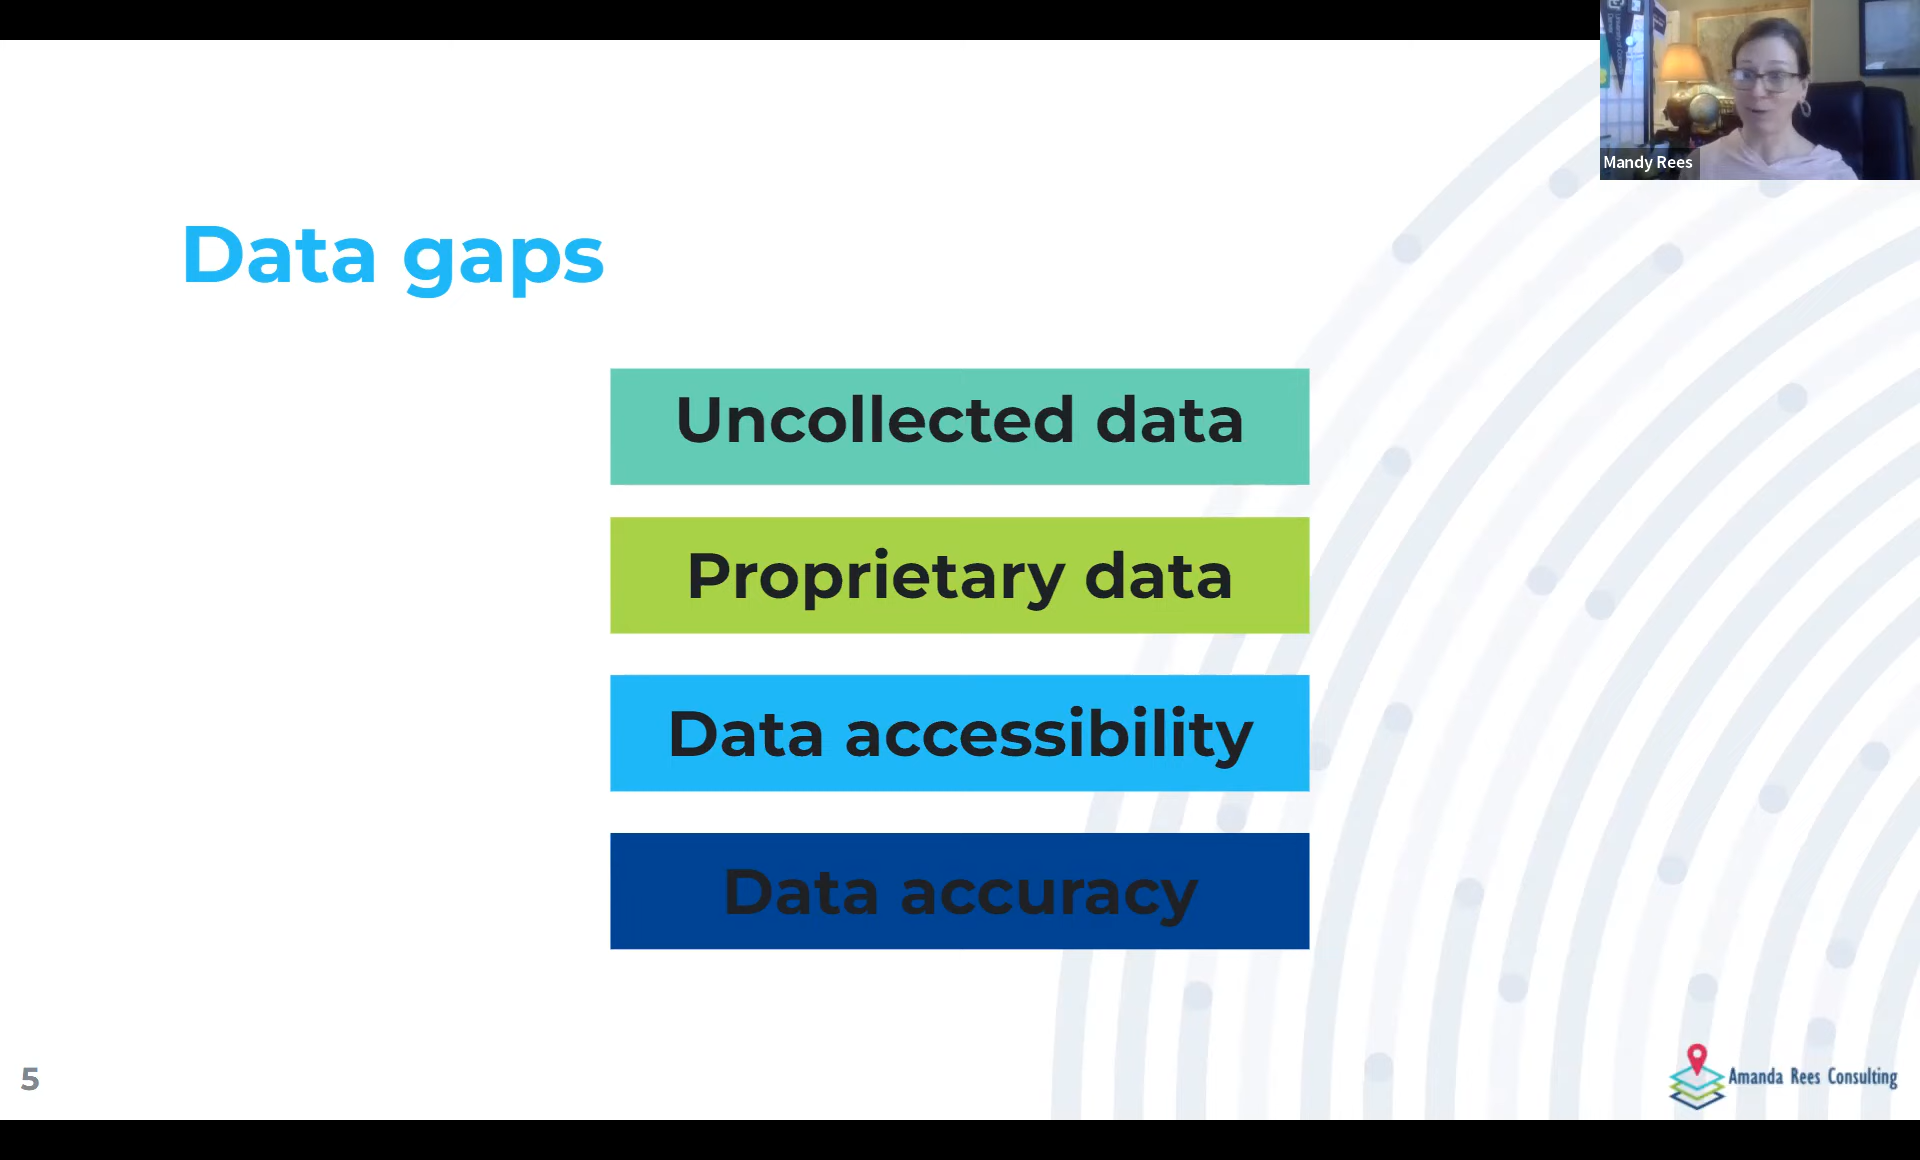 Mandy Rees
Data gaps
Uncollected data
Proprietary data
Data accessibility
Data accuracy
5
Amanda Rees Consulting